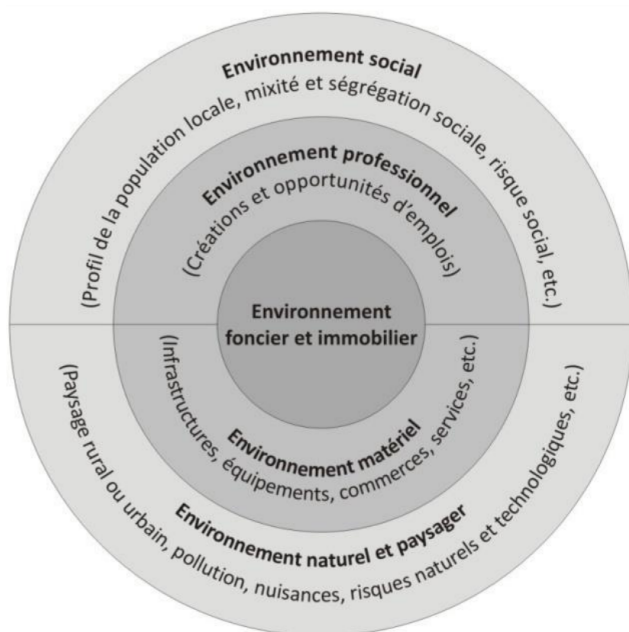 Environnement social
(Profil de la population locale, mixité et ségrégation sociale, risque social, etc.)
Environnement professionnel
(Créations et opportunités d'emplois)
Environnement
foncier et immobilier
(Infrastructures, équipements, commerces, services, etc.)
Environnement matériel
(Paysage rural ou urbain, pollution, nuisances, risques naturels et technologiques, etc.)
Environnement naturel et paysager